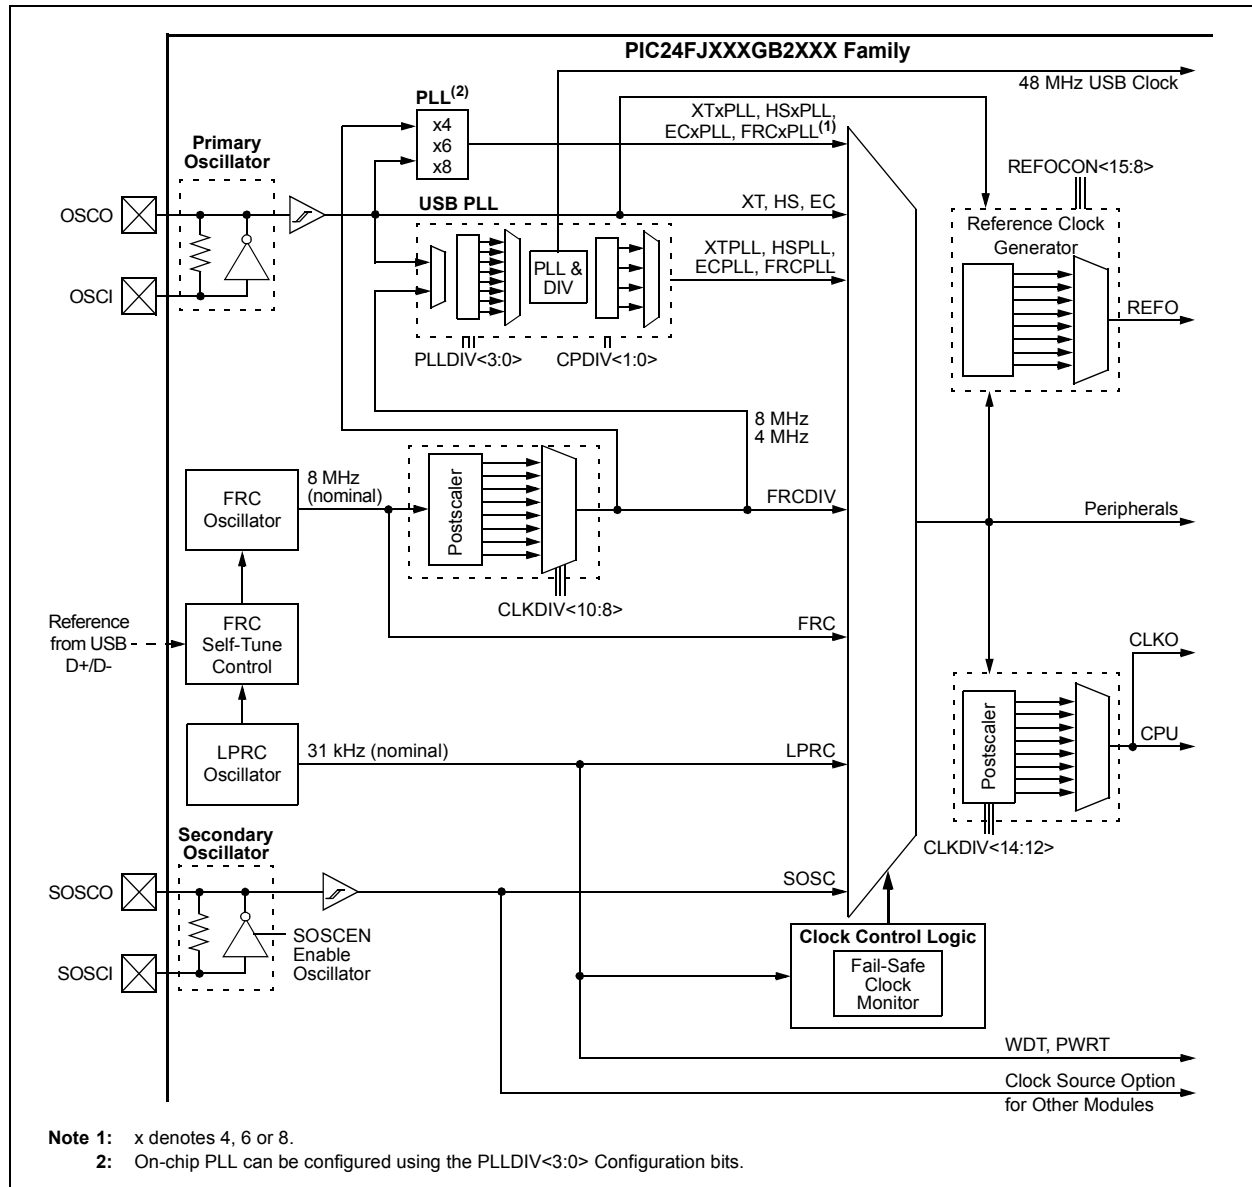 PIC24FJXXXGB2XXX Family
48 MHz USB Clock
PLL(2)
x4
x6
x8
XTxPLL, HSxPLL,
ECxPLL, FRCxPLL(1)
Primary
Oscillator
REFOCON<15:8>
OSCO
USB PLL
XT, HS, EC
Reference Clock
Generator
XTPLL, HSPLL,
ECPLL, FRCPLL
PLL &
DIV
OSCI
REFO
PLLDIV<3:0>
CPDIV<1:0>
8 MHz
4 MHz
8 MHz
(nominal)
FRC
Oscillator
Postscaler
FRCDIV
Peripherals
CLKDIV<10:8>
Reference
from USB
D+/D-
FRC
Self-Tune
Control
FRC
CLKO
LPRC
Oscillator
31 kHz (nominal)
LPRC
Postscaler
CPU
CLKDIV<14:12>
Secondary
Oscillator
SOSCO
SOSC
SOSCEN
Enable
Oscillator
SOSCI
Clock Control Logic
Fail-Safe
Clock
Monitor
WDT, PWRT
Clock Source Option
for Other Modules
Note 1: x denotes 4, 6 or 8.
2: On-chip PLL can be configured using the PLLDIV<3:0> Configuration bits.